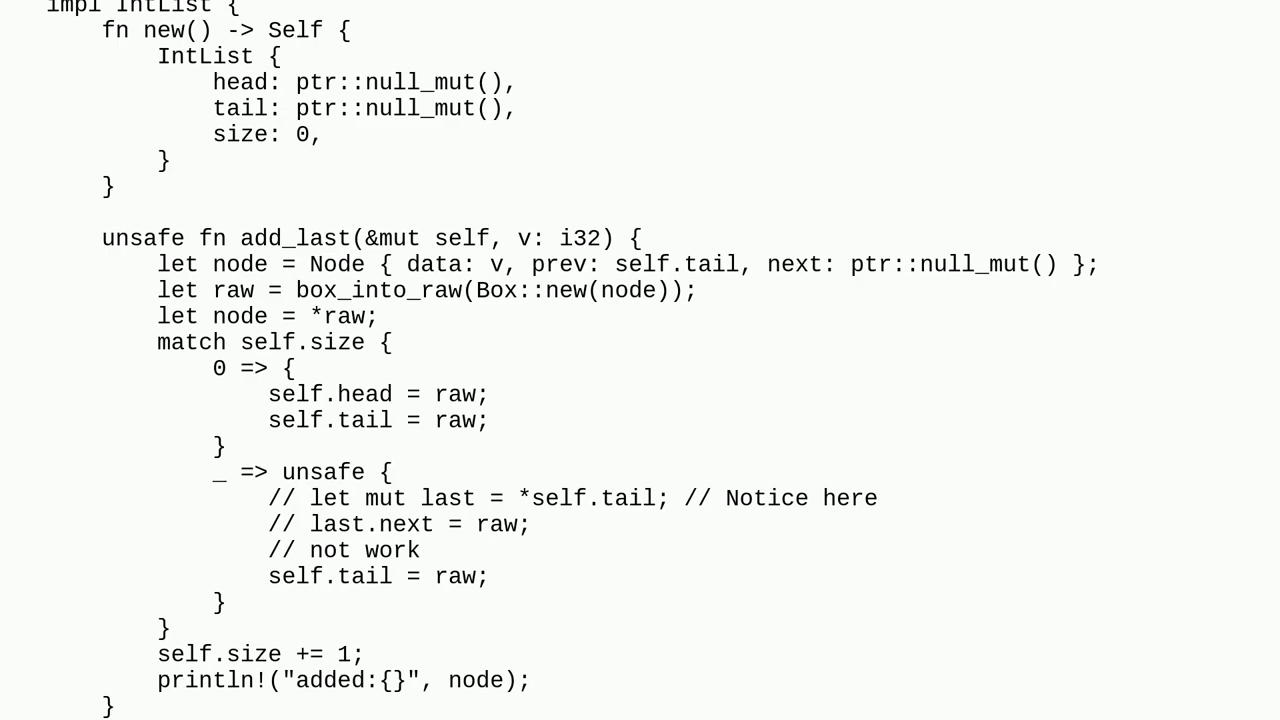 impl IntList {
    fn new() -> Self {
        IntList {
            head: ptr::null_mut(),
            tail: ptr::null_mut(),
            size: 0,
        }
    }

    unsafe fn add_last(&mut self, v: i32) {
        let node = Node { data: v, prev: self.tail, next: ptr::null_mut() };
        let raw = box_into_raw(Box::new(node));
        let node = *raw;
        match self.size {
            0 => {
                self.head = raw;
                self.tail = raw;
            }
            _ => unsafe {
                // let mut last = *self.tail; // Notice here
                // last.next = raw;
                // not work
                self.tail = raw;
            }
        }
        self.size += 1;
        println!("added:{}", node);
    }